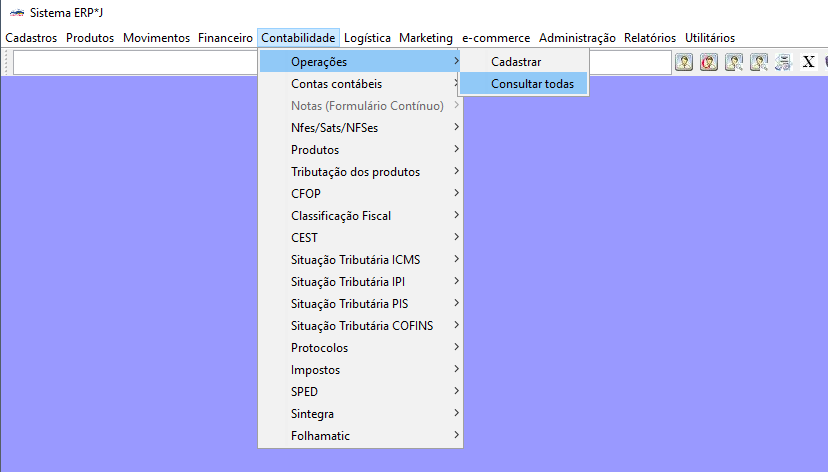 Sistema ERP*J
Cadastros Produtos Movimentos Financeiro Contabilidade Logística Marketing e-commerce Administração Relatórios Utilitários
Operações
Cadastrar
Contas contábeis
Consultar todas
Notas (Formulário Contínuo)
Nfes/Sats/NFSes
Produtos
Tributação dos produtos
CFOP
Classificação Fiscal
CEST
Situação Tributária ICMS
Situação Tributária IPI
Situação Tributária PIS
Situação Tributária COFINS
Protocolos
Impostos
SPED
Sintegra
Folhamatic